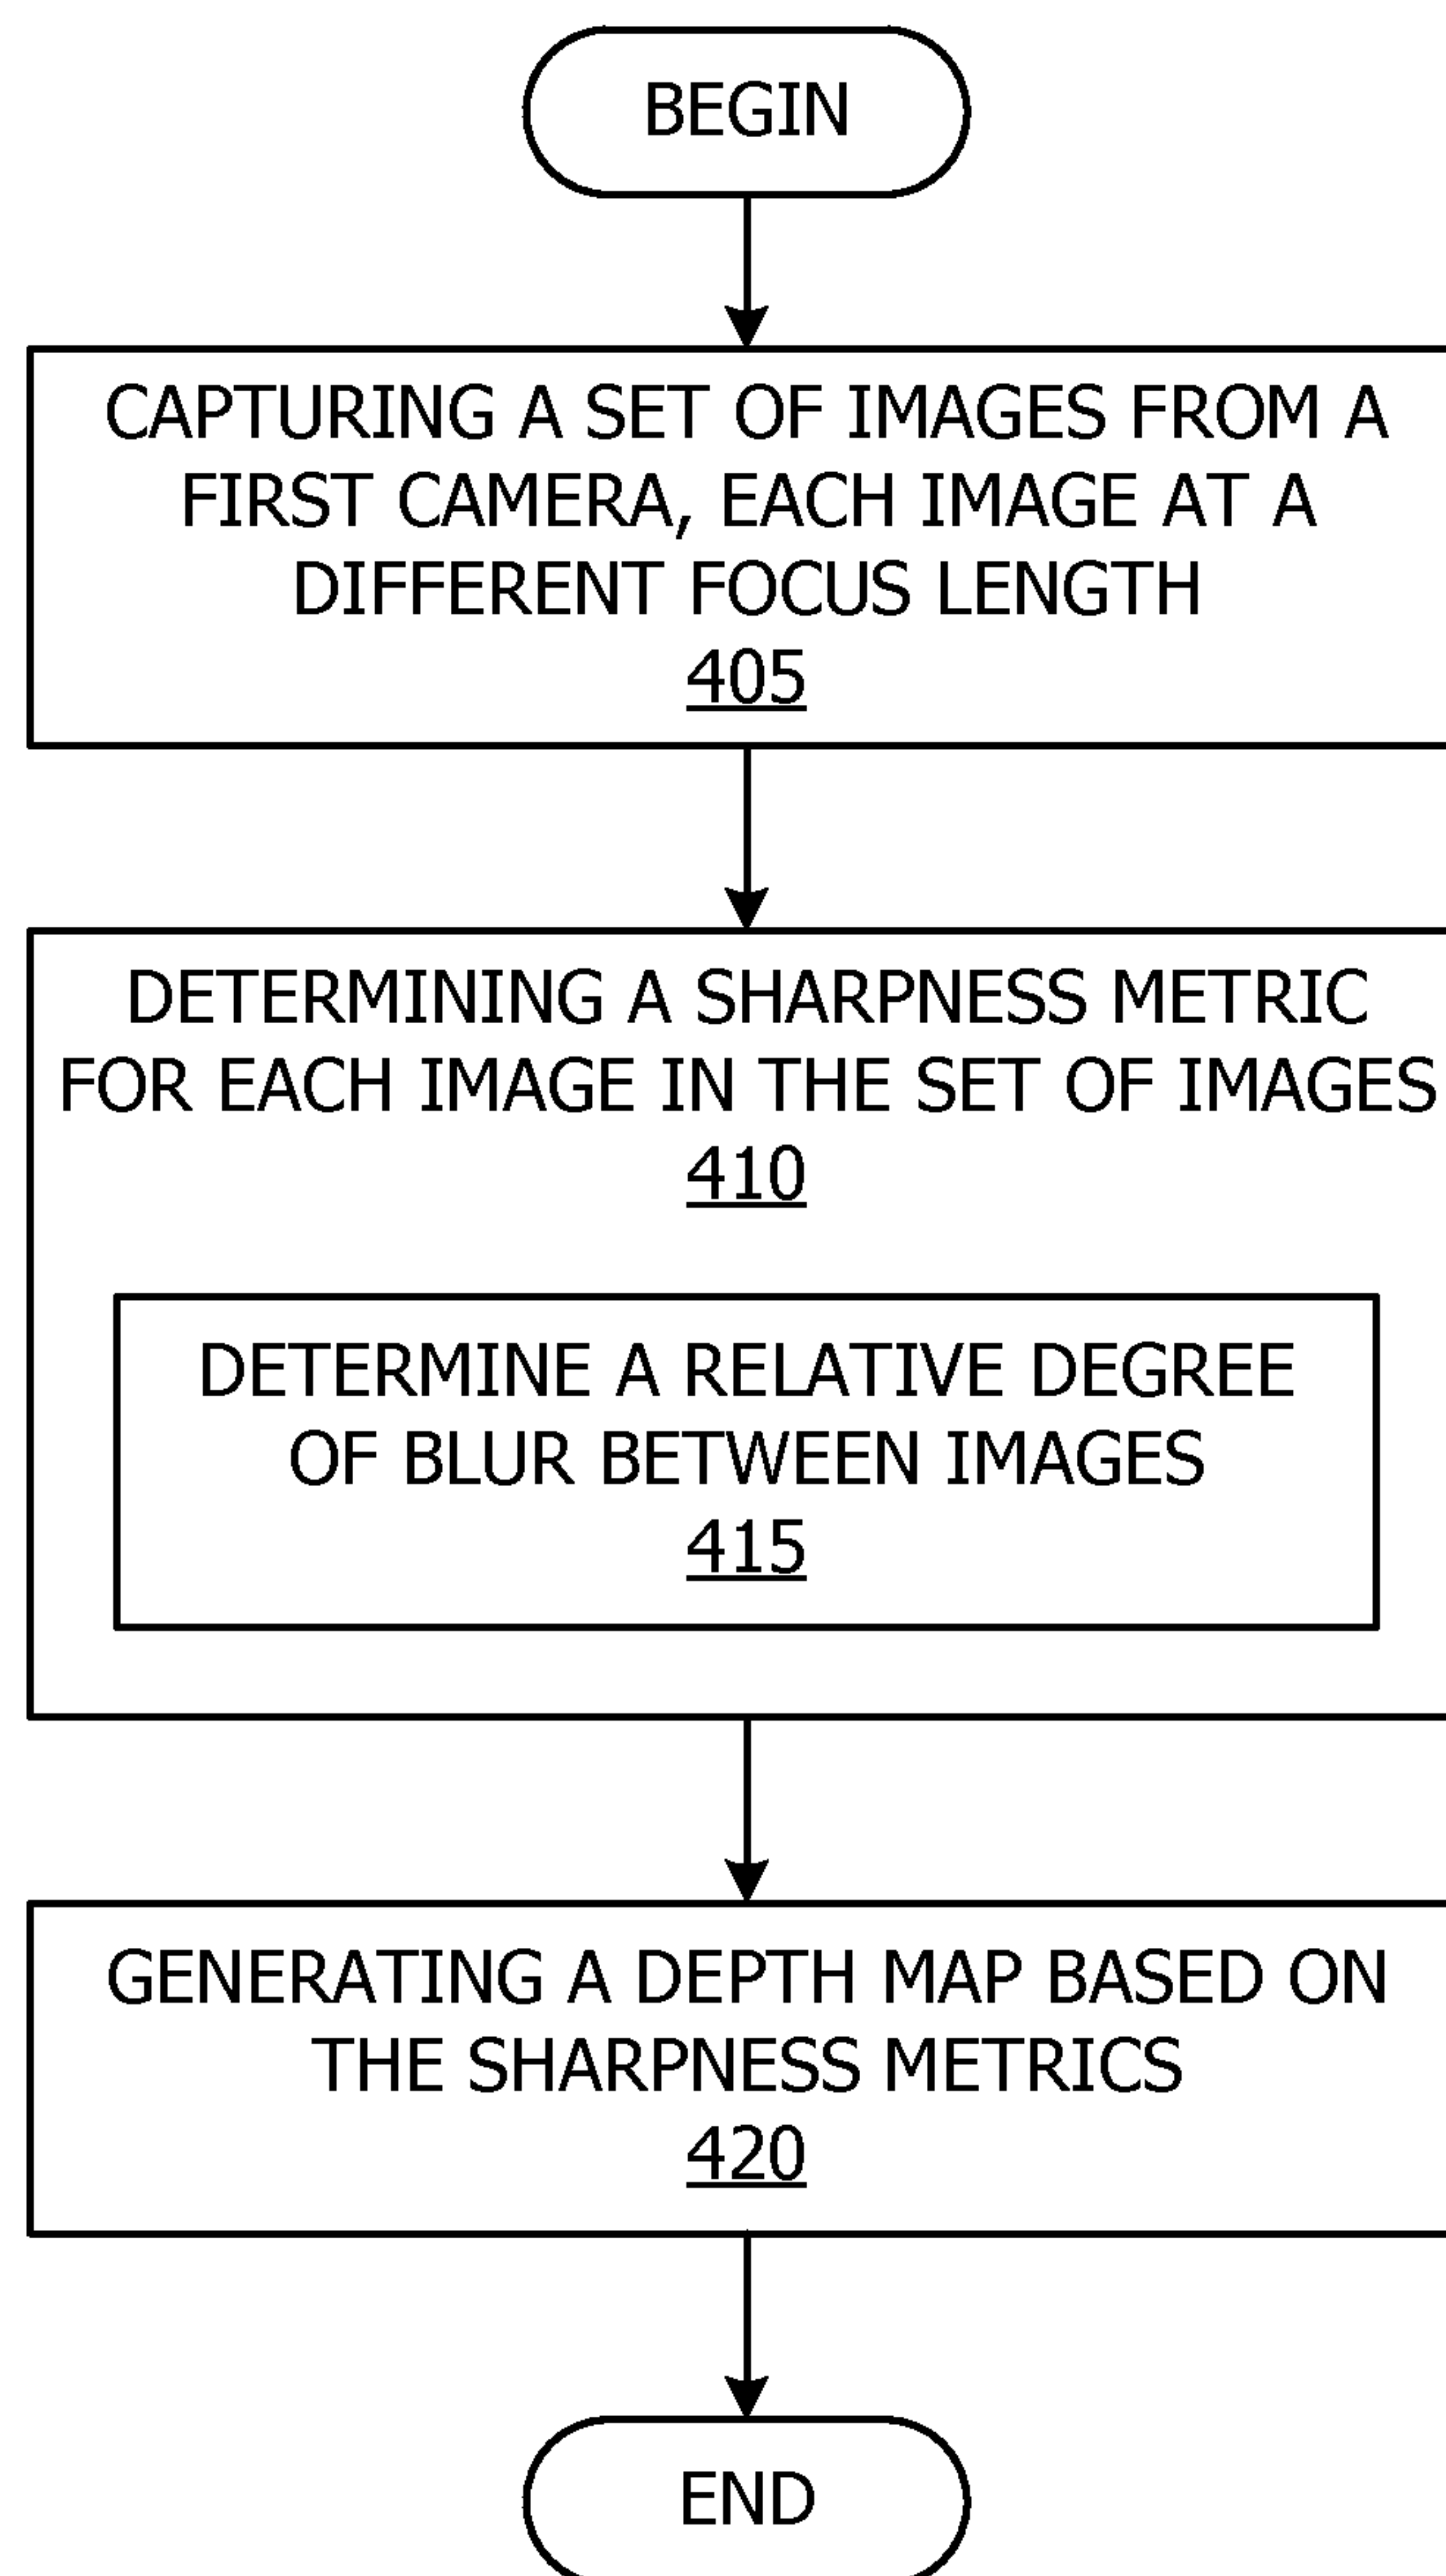 BEGIN
CAPTURING A SET OF IMAGES FROM A
FIRST CAMERA, EACH IMAGE AT A
DIFFERENT FOCUS LENGTH
405
DETERMINING A SHARPNESS METRIC
FOR EACH IMAGE IN THE SET OF IMAGES
410
DETERMINE A RELATIVE DEGREE
OF BLUR BETWEEN IMAGES
415
GENERATING A DEPTH MAP BASED ON
THE SHARPNESS METRICS
420
END